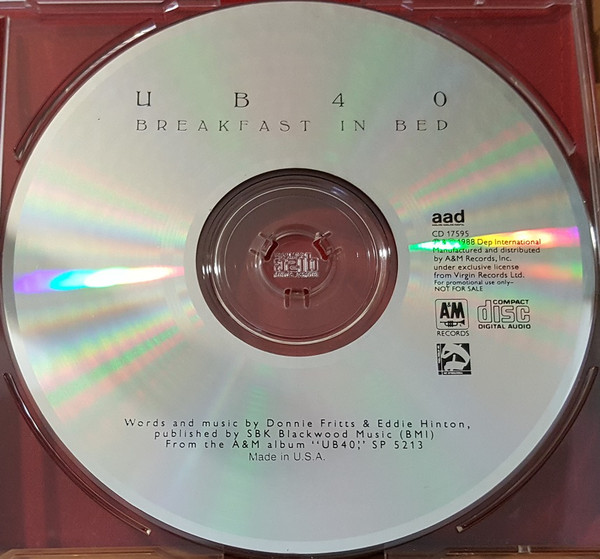 UB40
BREAKFAST IN BED
aad
CD 17595
℗ & © 1988 Dep International
Manufactured and distributed
by A&M Records, Inc.
under exclusive license
from Virgin Records Ltd.
For promotional use only—
NOT FOR SALE
A&M
RECORDS
COMPACT
disc
DIGITAL AUDIO
Words and music by Donnie Fritts & Eddie Hinton,
published by SBK Blackwood Music (BMI)
From the A&M album "UB40," SP 5213
Made in U.S.A.